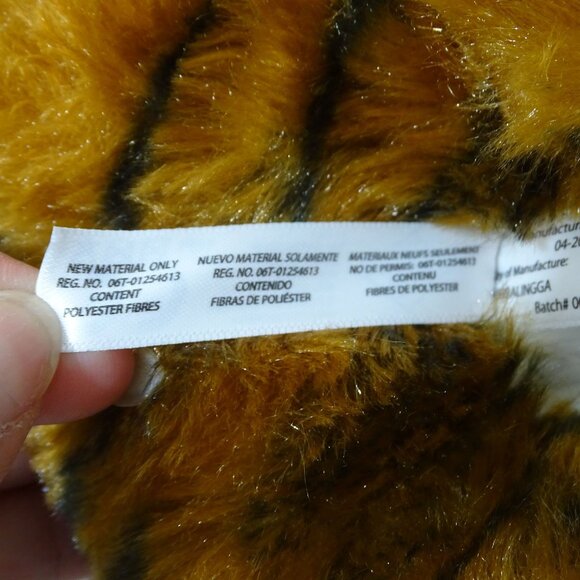 NEW MATERIAL ONLY
REG. NO. 06T-01254613
CONTENT
POLYESTER FIBRES
NUEVO MATERIAL SOLAMENTE
REG. NO. 06T-01254613
CONTENIDO
FIBRAS DE POLIÉSTER
MATERIAUX NEUFS SEULEMENT
NO DE PERMIS: 06T-01254613
CONTENU
FIBRES DE POLYESTER
04-20
of Manufacture:
BALINGGA
Batch# 0